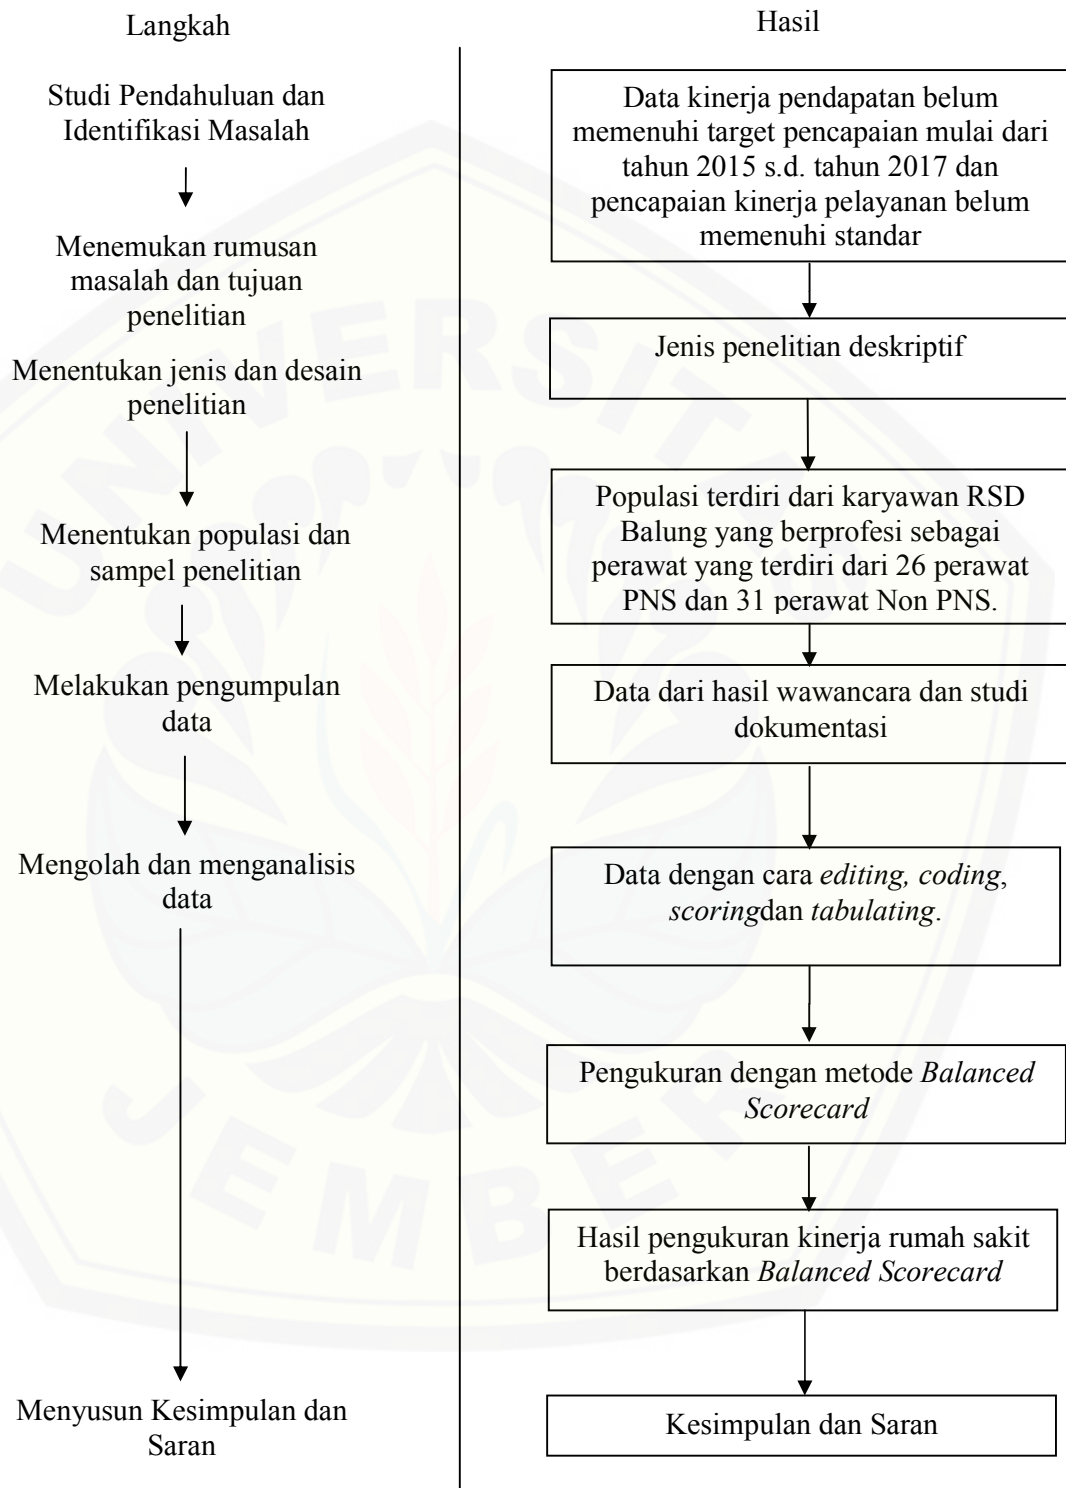 Langkah
Hasil
Studi Pendahuluan dan
Identifikasi Masalah
Menemukan rumusan
masalah dan tujuan
penelitian
Menentukan jenis dan desain
penelitian
Menentukan populasi dan
sampel penelitian
Melakukan pengumpulan
data
Mengolah dan menganalisis
data
Menyusun Kesimpulan dan
Saran
Data kinerja pendapatan belum
memenuhi target pencapaian mulai dari
tahun 2015 s.d. tahun 2017 dan
pencapaian kinerja pelayanan belum
memenuhi standar
Jenis penelitian deskriptif
Populasi terdiri dari karyawan RSD
Balung yang berprofesi sebagai
perawat yang terdiri dari 26 perawat
PNS dan 31 perawat Non PNS.
Data dari hasil wawancara dan studi
dokumentasi
Data dengan cara editing, coding,
scoringdan tabulating.
Pengukuran dengan metode Balanced
Scorecard
Hasil pengukuran kinerja rumah sakit
berdasarkan Balanced Scorecard
Kesimpulan dan Saran
UNIVERSITAS
JEMBER